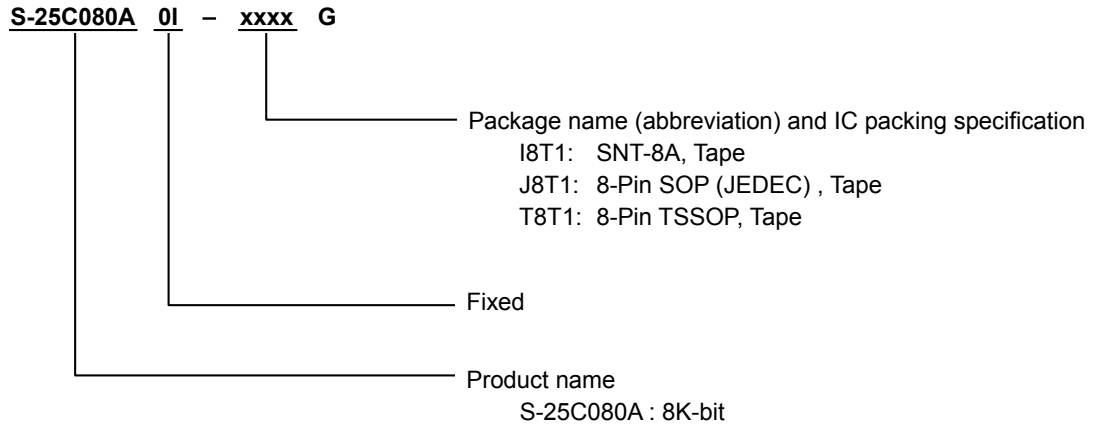 S-25C080A 0I – xxxx G
Package name (abbreviation) and IC packing specification
I8T1: SNT-8A, Tape
J8T1: 8-Pin SOP (JEDEC) , Tape
T8T1: 8-Pin TSSOP, Tape
Fixed
Product name
S-25C080A : 8K-bit